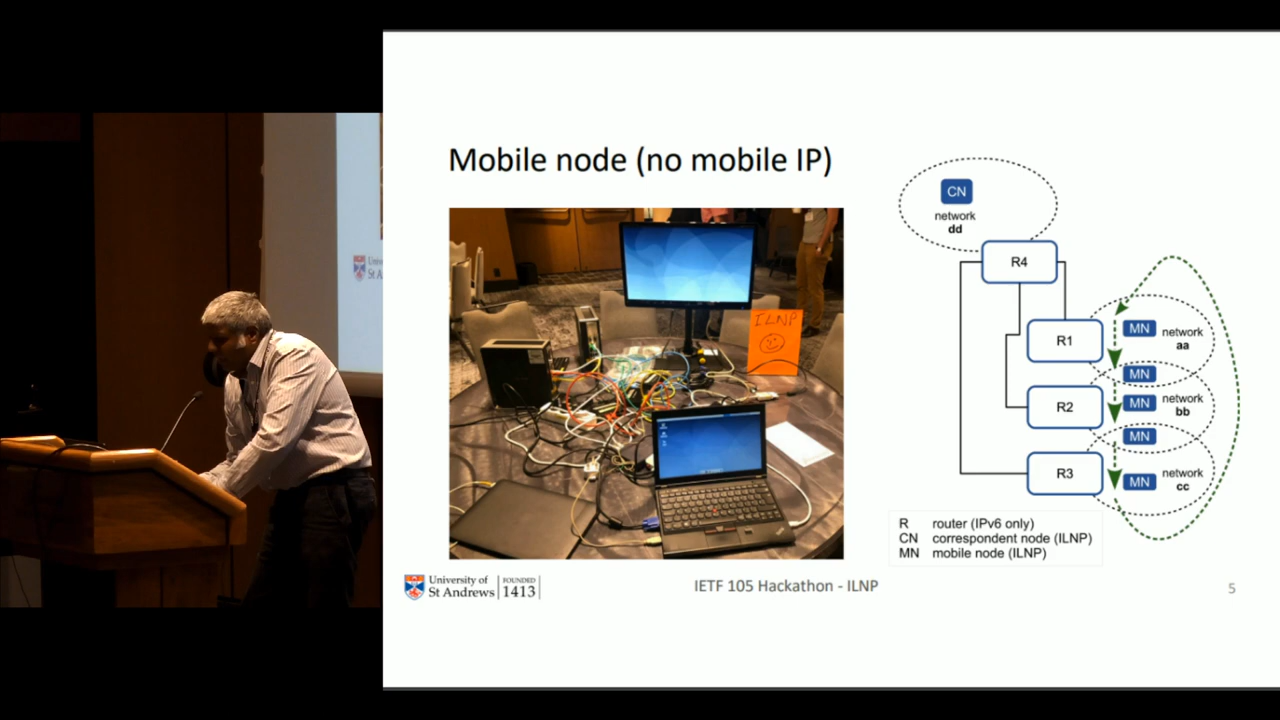 Mobile node (no mobile IP)
ILNP
CN
network
dd
R4
R1
R2
R3
MN
network
aa
MN
MN
network
bb
MN
MN
network
cc
R router (IPv6 only)
CN correspondent node (ILNP)
MN mobile node (ILNP)
University of
St Andrews
FOUNDED
1413
IETF 105 Hackathon - ILNP
5